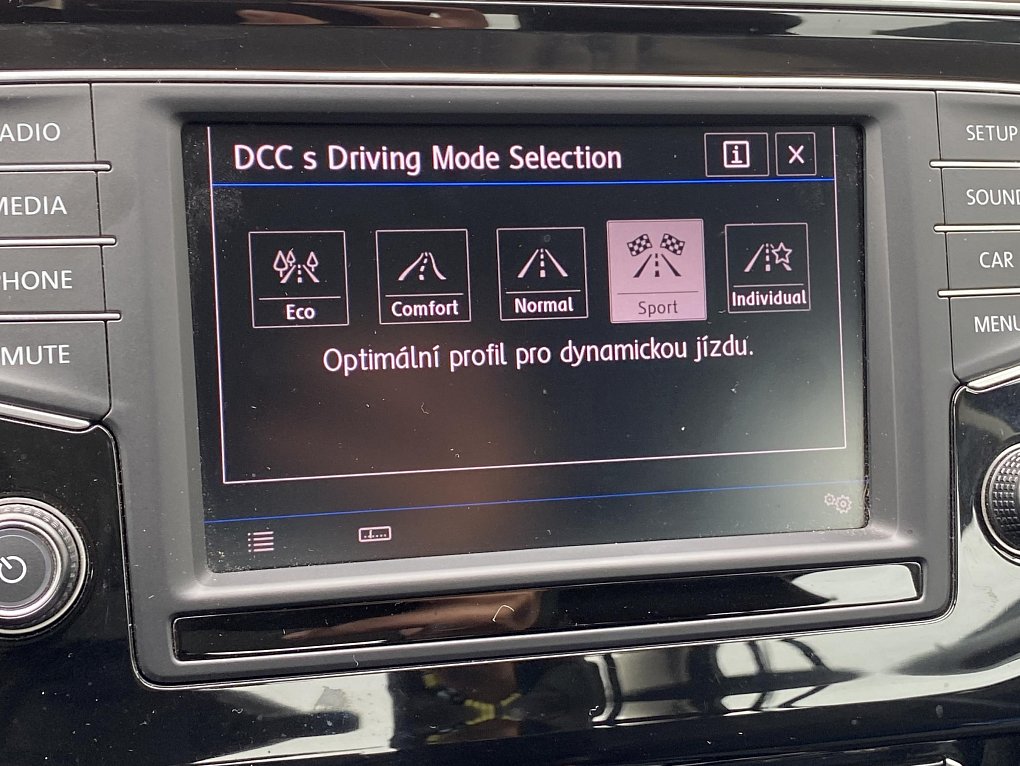 DCC s Driving Mode Selection
i X
Eco
Comfort
Normal
Sport
Individual
Optimální profil pro dynamickou jízdu.
ADIO
MEDIA
PHONE
MUTE
SETUP
SOUND
CAR
MENU